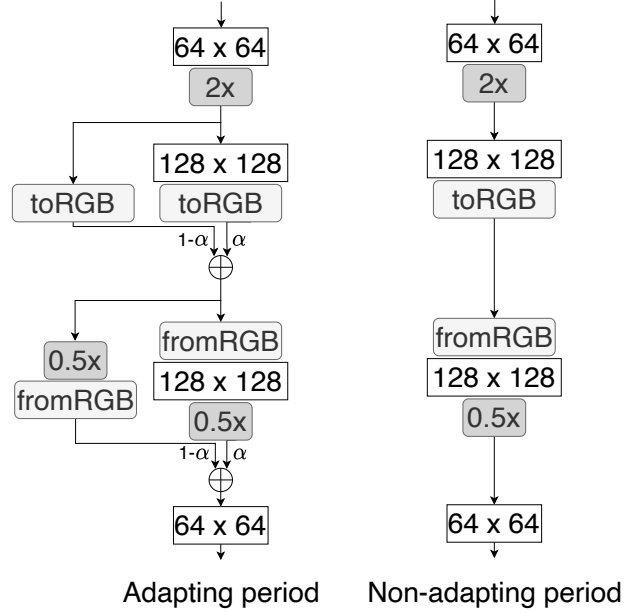 64 x 64
2x
128 x 128
toRGB
toRGB
1-α
α
fromRGB
0.5x
128 x 128
fromRGB
0.5x
1-α
α
64 x 64
Adapting period
64 x 64
2x
128 x 128
toRGB
fromRGB
128 x 128
0.5x
64 x 64
Non-adapting period